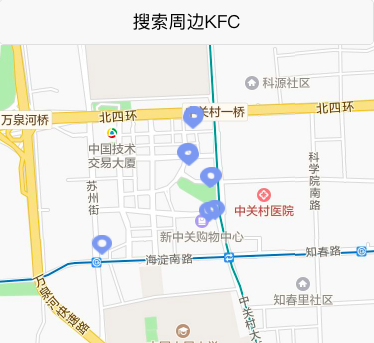 搜索周边KFC
科源社区
北四环
万泉河桥
北四环
关村一桥
中国技术
交易大厦
科学院南路
苏州街
中关村医院
新中关购物中心
知春路
海淀南路
万泉河快速路
知春里社区
中关村大